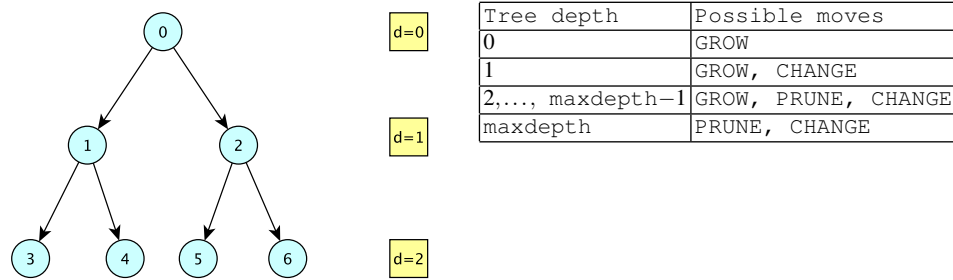 0
d=0
1
2
d=1
3
4
5
6
d=2
Tree depth Possible moves
0 GROW
1 GROW, CHANGE
2,..., maxdepth−1 GROW, PRUNE, CHANGE
maxdepth PRUNE, CHANGE